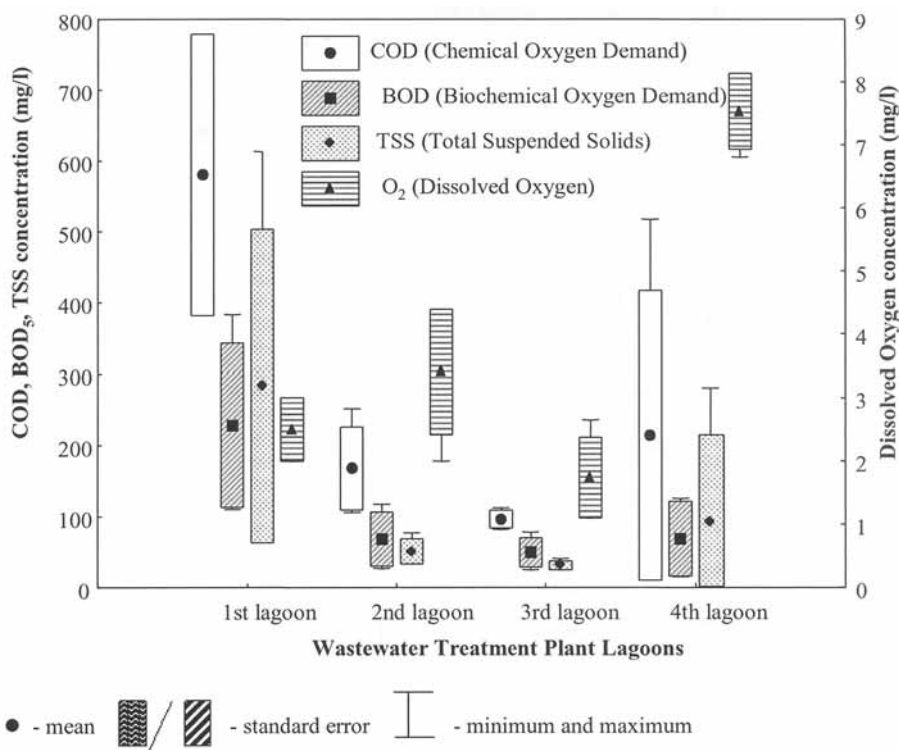 800
700
600
500
400
300
200
100
0
COD, BOD5, TSS concentration (mg/l)
COD (Chemical Oxygen Demand)
BOD (Biochemical Oxygen Demand)
TSS (Total Suspended Solids)
O2 (Dissolved Oxygen)
9
8
7
6
5
4
3
2
1
0
Dissolved Oxygen concentration (mg/l)
1st lagoon 2nd lagoon 3rd lagoon 4th lagoon
Wastewater Treatment Plant Lagoons
- mean / - standard error - minimum and maximum